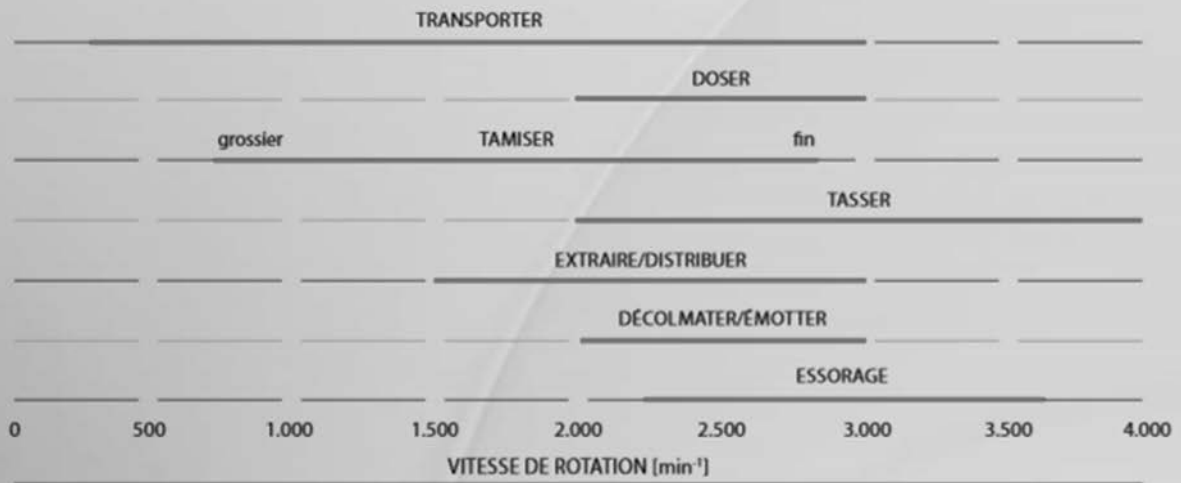 TRANSPORTER
DOSER
grossier TAMISER fin
TASSER
EXTRAIRE/DISTRIBUER
DÉCOLMATER/ÉMOTTER
ESSORAGE
0 500 1.000 1.500 2.000 2.500 3.000 3.500 4.000
VITESSE DE ROTATION [min⁻¹]